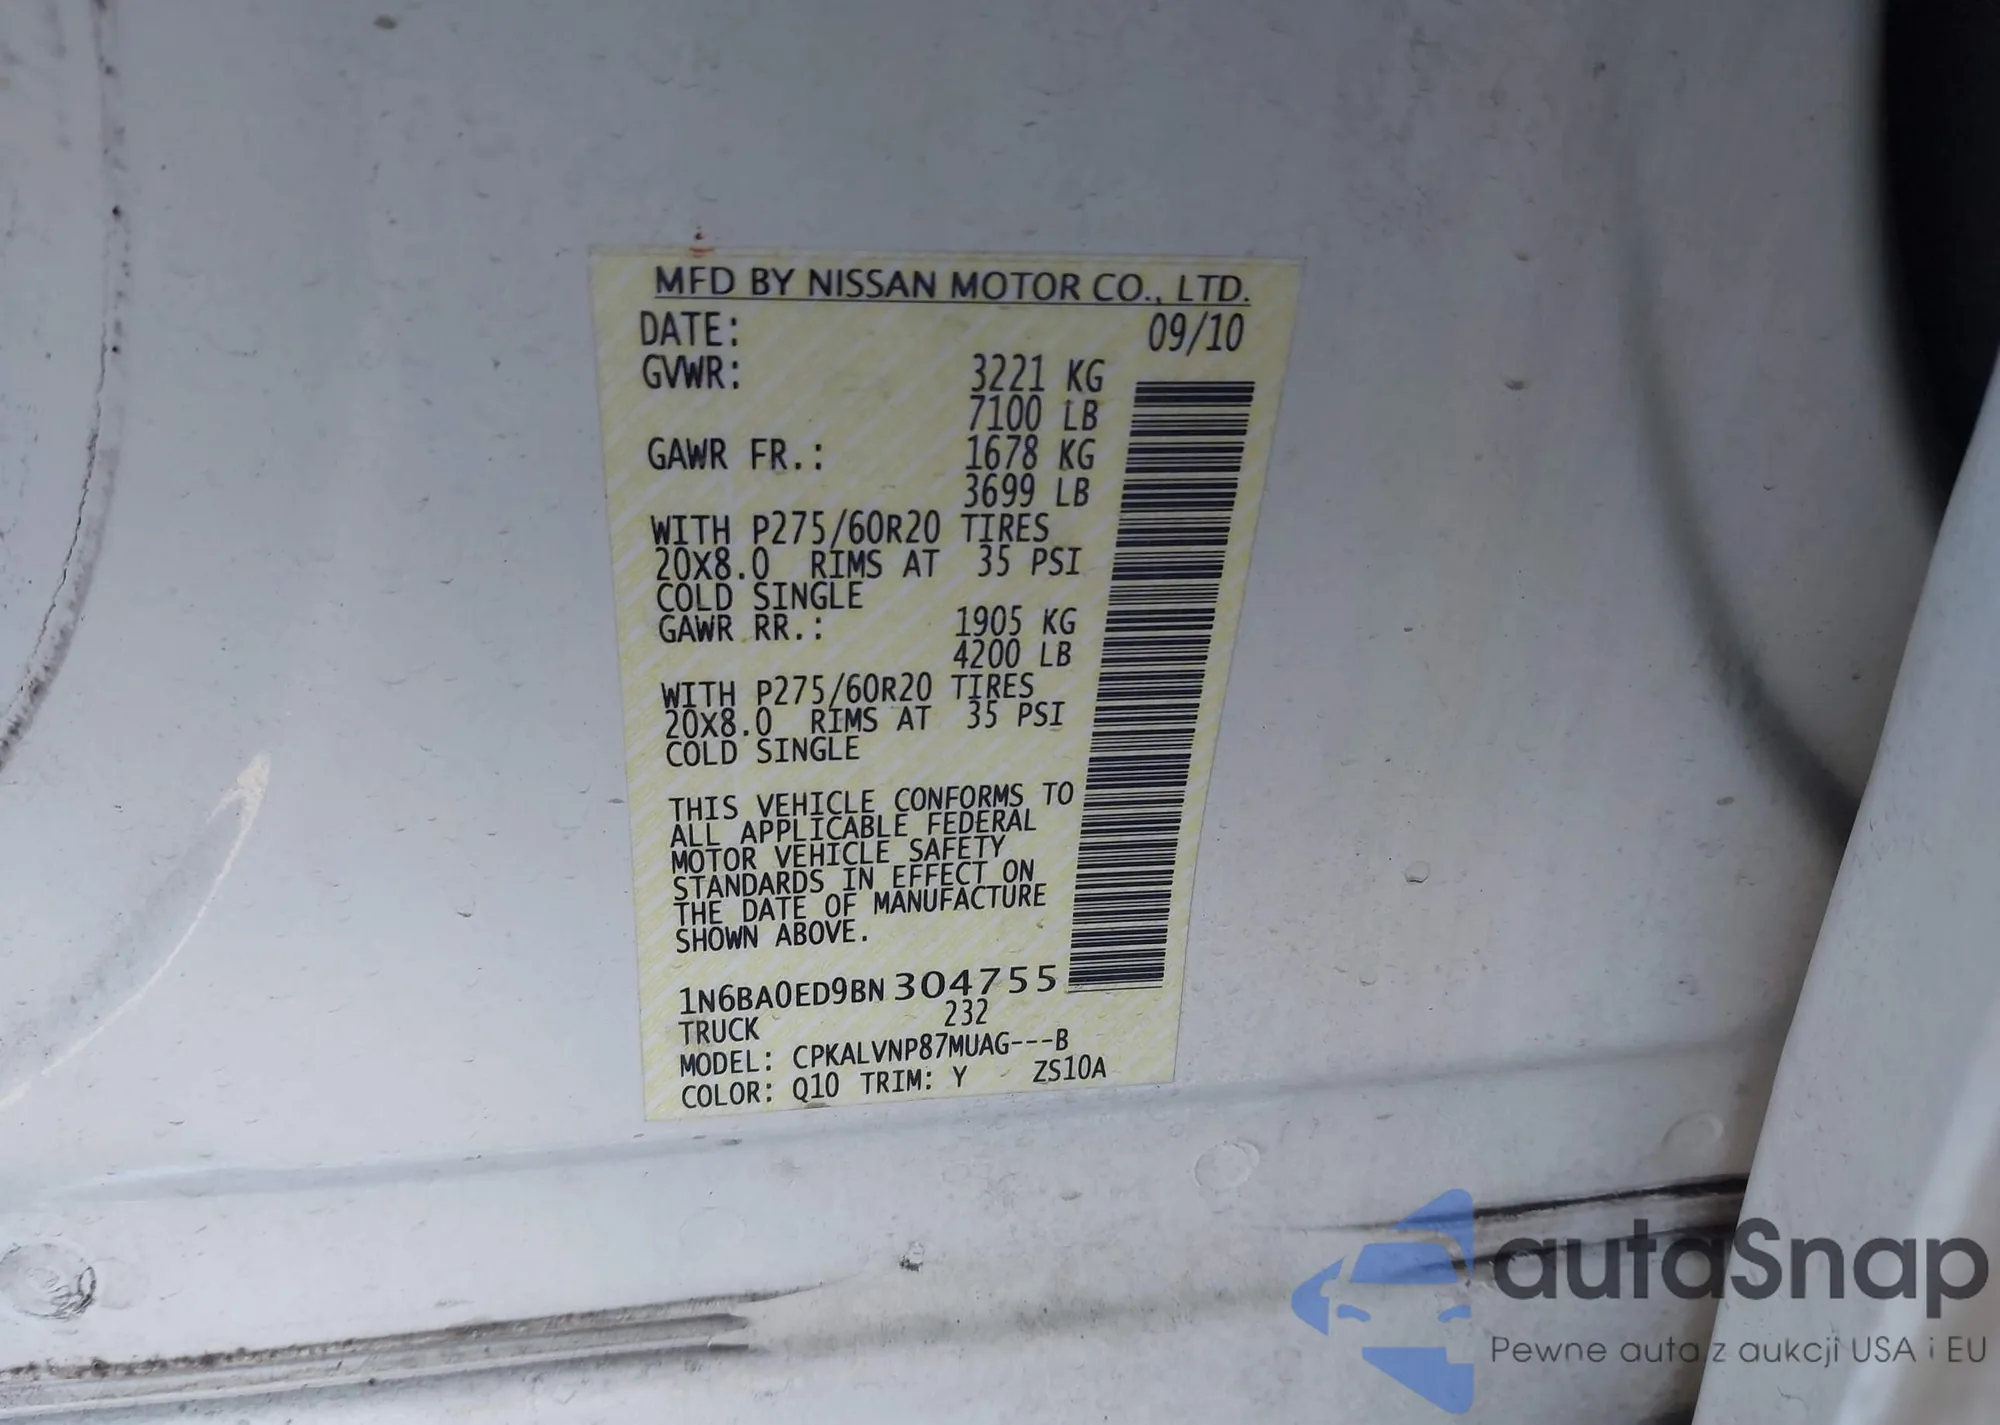 MFD BY NISSAN MOTOR CO., LTD.
DATE: 09/10
GVWR: 3221 KG
7100 LB
GAWR FR.: 1678 KG
3699 LB
WITH P275/60R20 TIRES
20X8.0 RIMS AT 35 PSI
COLD SINGLE
GAWR RR.: 1905 KG
4200 LB
WITH P275/60R20 TIRES
20X8.0 RIMS AT 35 PSI
COLD SINGLE
THIS VEHICLE CONFORMS TO
ALL APPLICABLE FEDERAL
MOTOR VEHICLE SAFETY
STANDARDS IN EFFECT ON
THE DATE OF MANUFACTURE
SHOWN ABOVE.
1N6BA0ED9BN304755
TRUCK 232
MODEL: CPKALVNP87MUAG---B
COLOR: Q10 TRIM: Y ZS10A
autaSnap
Pewne auta z aukcji USA i EU